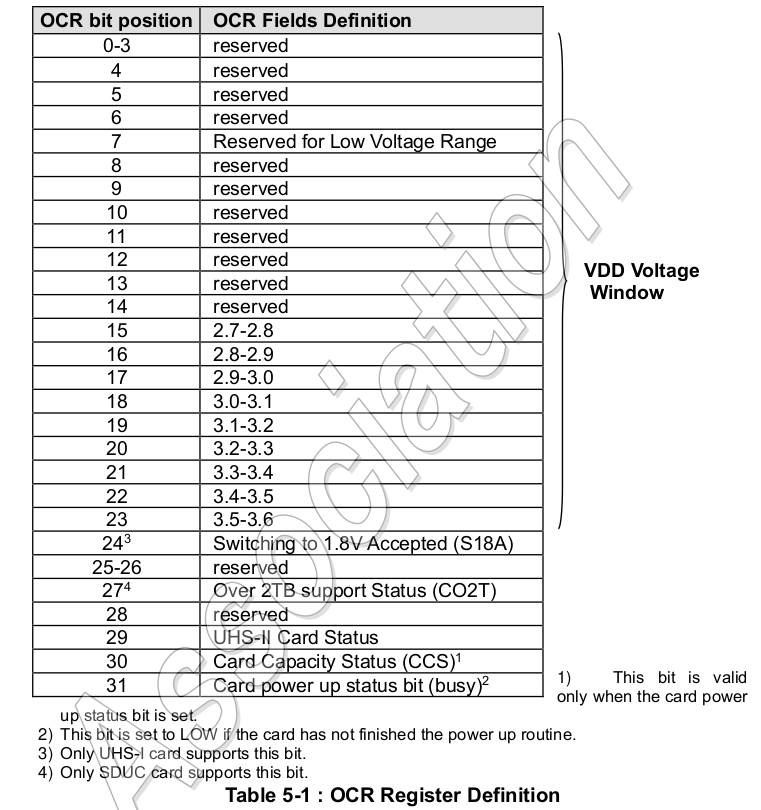 OCR bit position OCR Fields Definition
0-3 reserved
4 reserved
5 reserved
6 reserved
7 Reserved for Low Voltage Range
8 reserved
9 reserved
10 reserved
11 reserved
12 reserved
13 reserved
14 reserved
15 2.7-2.8
16 2.8-2.9
17 2.9-3.0
18 3.0-3.1
19 3.1-3.2
20 3.2-3.3
21 3.3-3.4
22 3.4-3.5
23 3.5-3.6
24³ Switching to 1.8V Accepted (S18A)
25-26 reserved
27⁴ Over 2TB support Status (CO2T)
28 reserved
29 UHS-II Card Status
30 Card Capacity Status (CCS)¹
31 Card power up status bit (busy)²
VDD Voltage
Window
1) This bit is valid
only when the card power
up status bit is set.
2) This bit is set to LOW if the card has not finished the power up routine.
3) Only UHS-I card supports this bit.
4) Only SDUC card supports this bit.
Table 5-1 : OCR Register Definition
Association